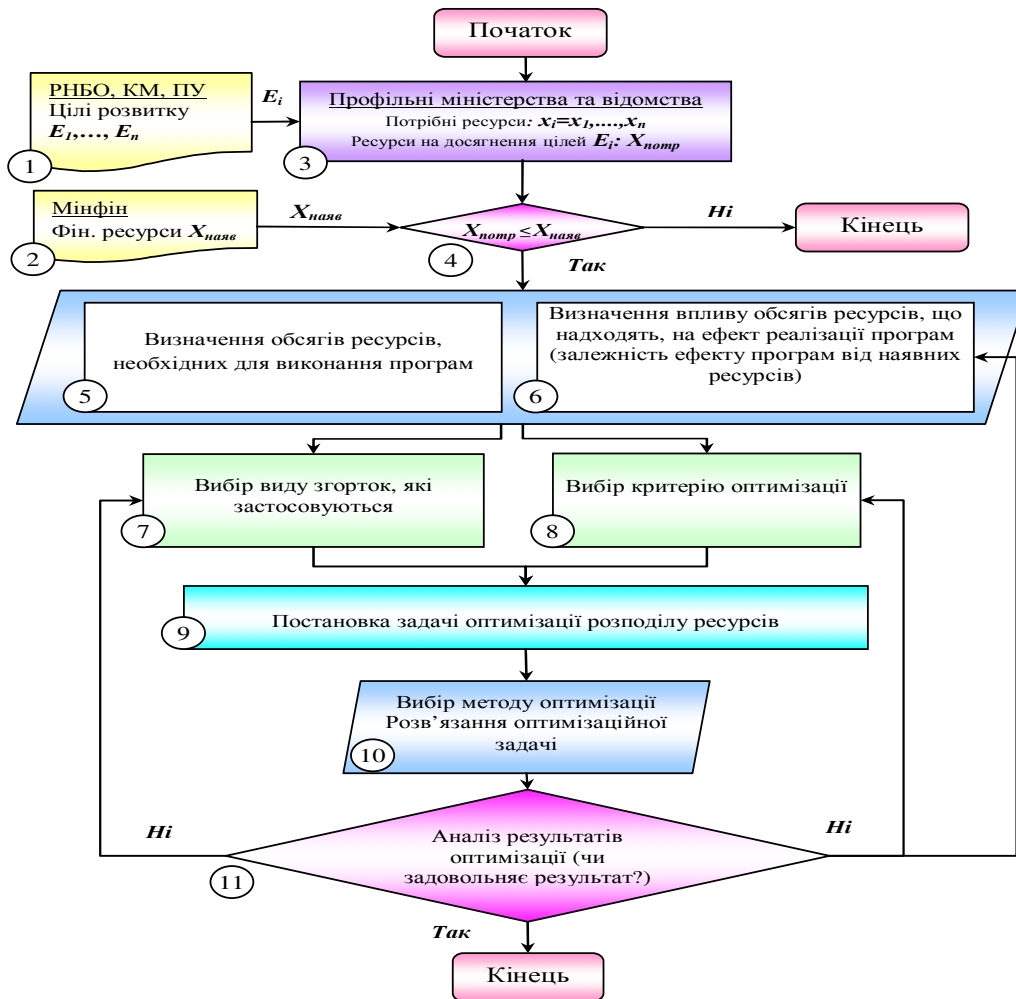 Початок
РНБО, КМ, ПУ
Цілі розвитку
E1,…, En
1
Ei
Профільні міністерства та відомства
Потрібні ресурси: xi=x1,....,xn
Ресурси на досягнення цілей Ei: Xпотр
3
Мінфін
Фін. ресурси Xнаяв
2
Xнаяв
Xпотр ≤ Xнаяв
4
Ні
Кінець
Так
Визначення обсягів ресурсів,
необхідних для виконання програм
5
Визначення впливу обсягів ресурсів, що
надходять, на ефект реалізації програм
(залежність ефекту програм від наявних
ресурсів)
6
Вибір виду згорток, які
застосовуються
7
Вибір критерію оптимізації
8
Постановка задачі оптимізації розподілу ресурсів
9
Вибір методу оптимізації
Розв’язання оптимізаційної
задачі
10
Ні
Аналіз результатів
оптимізації (чи
задовольняє результат?)
11
Ні
Так
Кінець